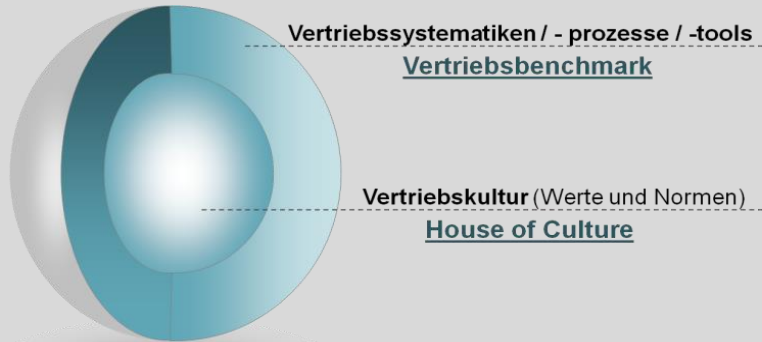 Vertriebssystematiken / - prozesse / -tools
Vertriebsbenchmark
Vertriebskultur (Werte und Normen)
House of Culture